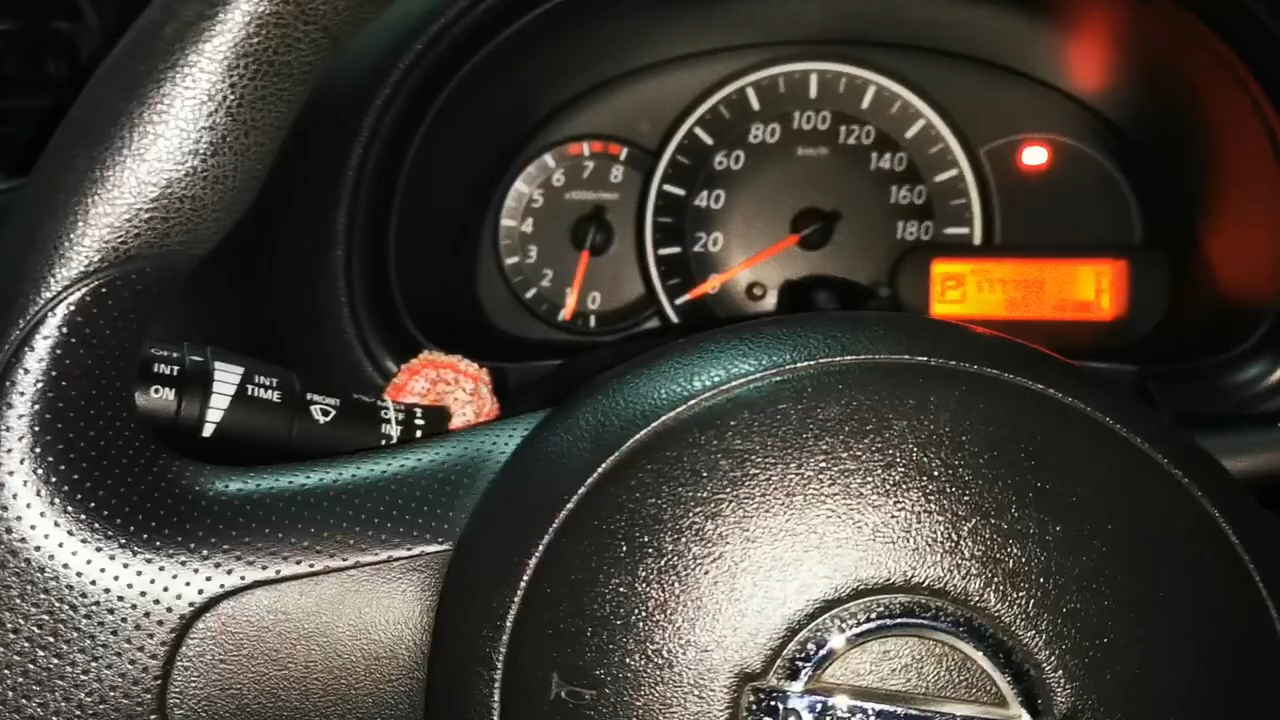 80 100 120
60 km/h 140
40 160
20 180
0
6 7 8
5 x1000r/min
4
3
2
1 0
P
OFF
INT
ON
INT
TIME
FRONT
OFF
INT